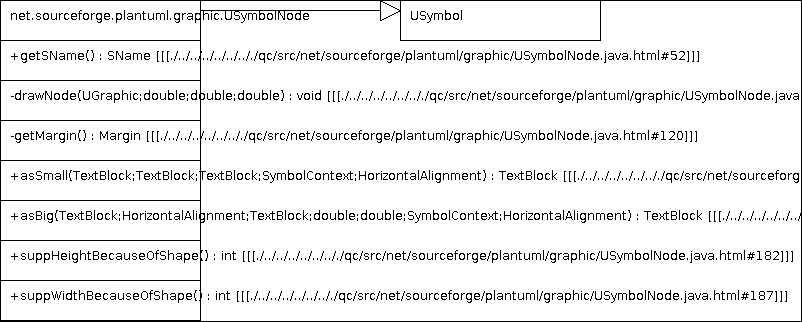 net.sourceforge.plantuml.graphic.USymbolNode
USymbol
+getSName() : SName [[[./../../../../../../../qc/src/net/sourceforge/plantuml/graphic/USymbolNode.java.html#52]]]
-drawNode(UGraphic;double;double;double) : void [[[./../../../../../../../qc/src/net/sourceforge/plantuml/graphic/USymbolNode.java
-getMargin() : Margin [[[./../../../../../../../qc/src/net/sourceforge/plantuml/graphic/USymbolNode.java.html#120]]]
+asSmall(TextBlock;TextBlock;TextBlock;SymbolContext;HorizontalAlignment) : TextBlock [[[./../../../../../../../qc/src/net/sourceforg
+asBig(TextBlock;HorizontalAlignment;TextBlock;double;double;SymbolContext;HorizontalAlignment) : TextBlock [[[./../../../../../../
+suppHeightBecauseOfShape() : int [[[./../../../../../../../qc/src/net/sourceforge/plantuml/graphic/USymbolNode.java.html#182]]]
+suppWidthBecauseOfShape() : int [[[./../../../../../../../qc/src/net/sourceforge/plantuml/graphic/USymbolNode.java.html#187]]]